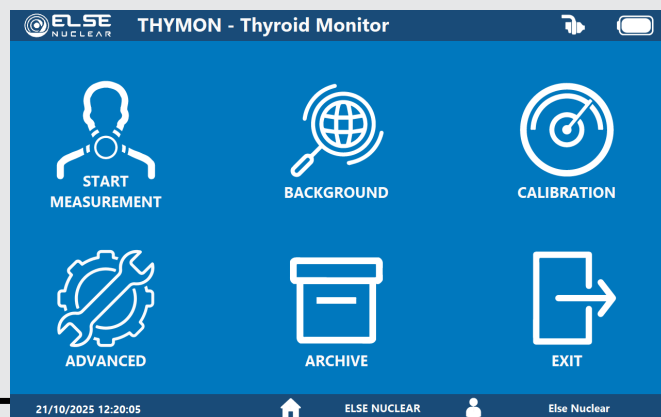 ELSE
NUCLEAR
THYMON - Thyroid Monitor
START
MEASUREMENT
BACKGROUND
CALIBRATION
ADVANCED
ARCHIVE
EXIT
21/10/2025 12:20:05
ELSE NUCLEAR
Else Nuclear